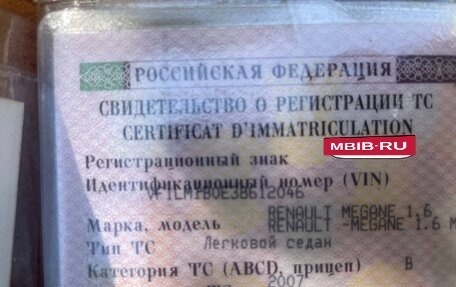 РОССИЙСКАЯ ФЕДЕРАЦИЯ
СВИДЕТЕЛЬСТВО О РЕГИСТРАЦИИ ТС
CERTIFICAT D'IMMATRICULATION
MBIB-RU
Регистрационный знак
Идентификационный номер (VIN)
RENAULT MEGANE 1.6
Марка, модель RENAULT -MEGANE 1.6 M
Тип ТС Легковой седан
Категория ТС (ABCD, прицеп) B
2007